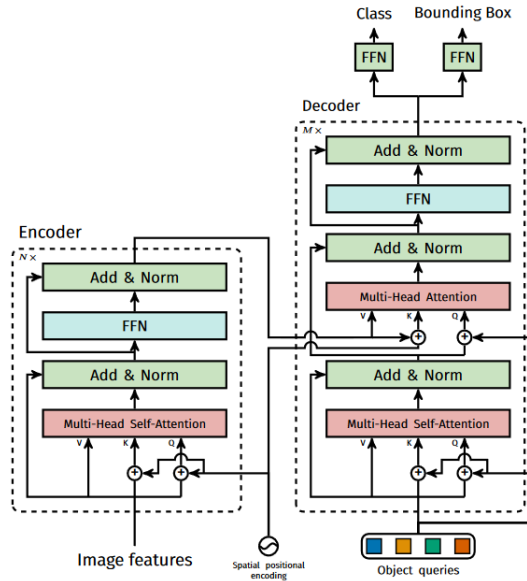 Class
Bounding Box
FFN
FFN
Decoder
M ×
Add & Norm
FFN
Add & Norm
Multi-Head Attention
V
K
Q
Add & Norm
Multi-Head Self-Attention
V
K
Q
Encoder
N ×
Add & Norm
FFN
Add & Norm
Multi-Head Self-Attention
V
K
Q
Image features
Spatial positional
encoding
Object queries